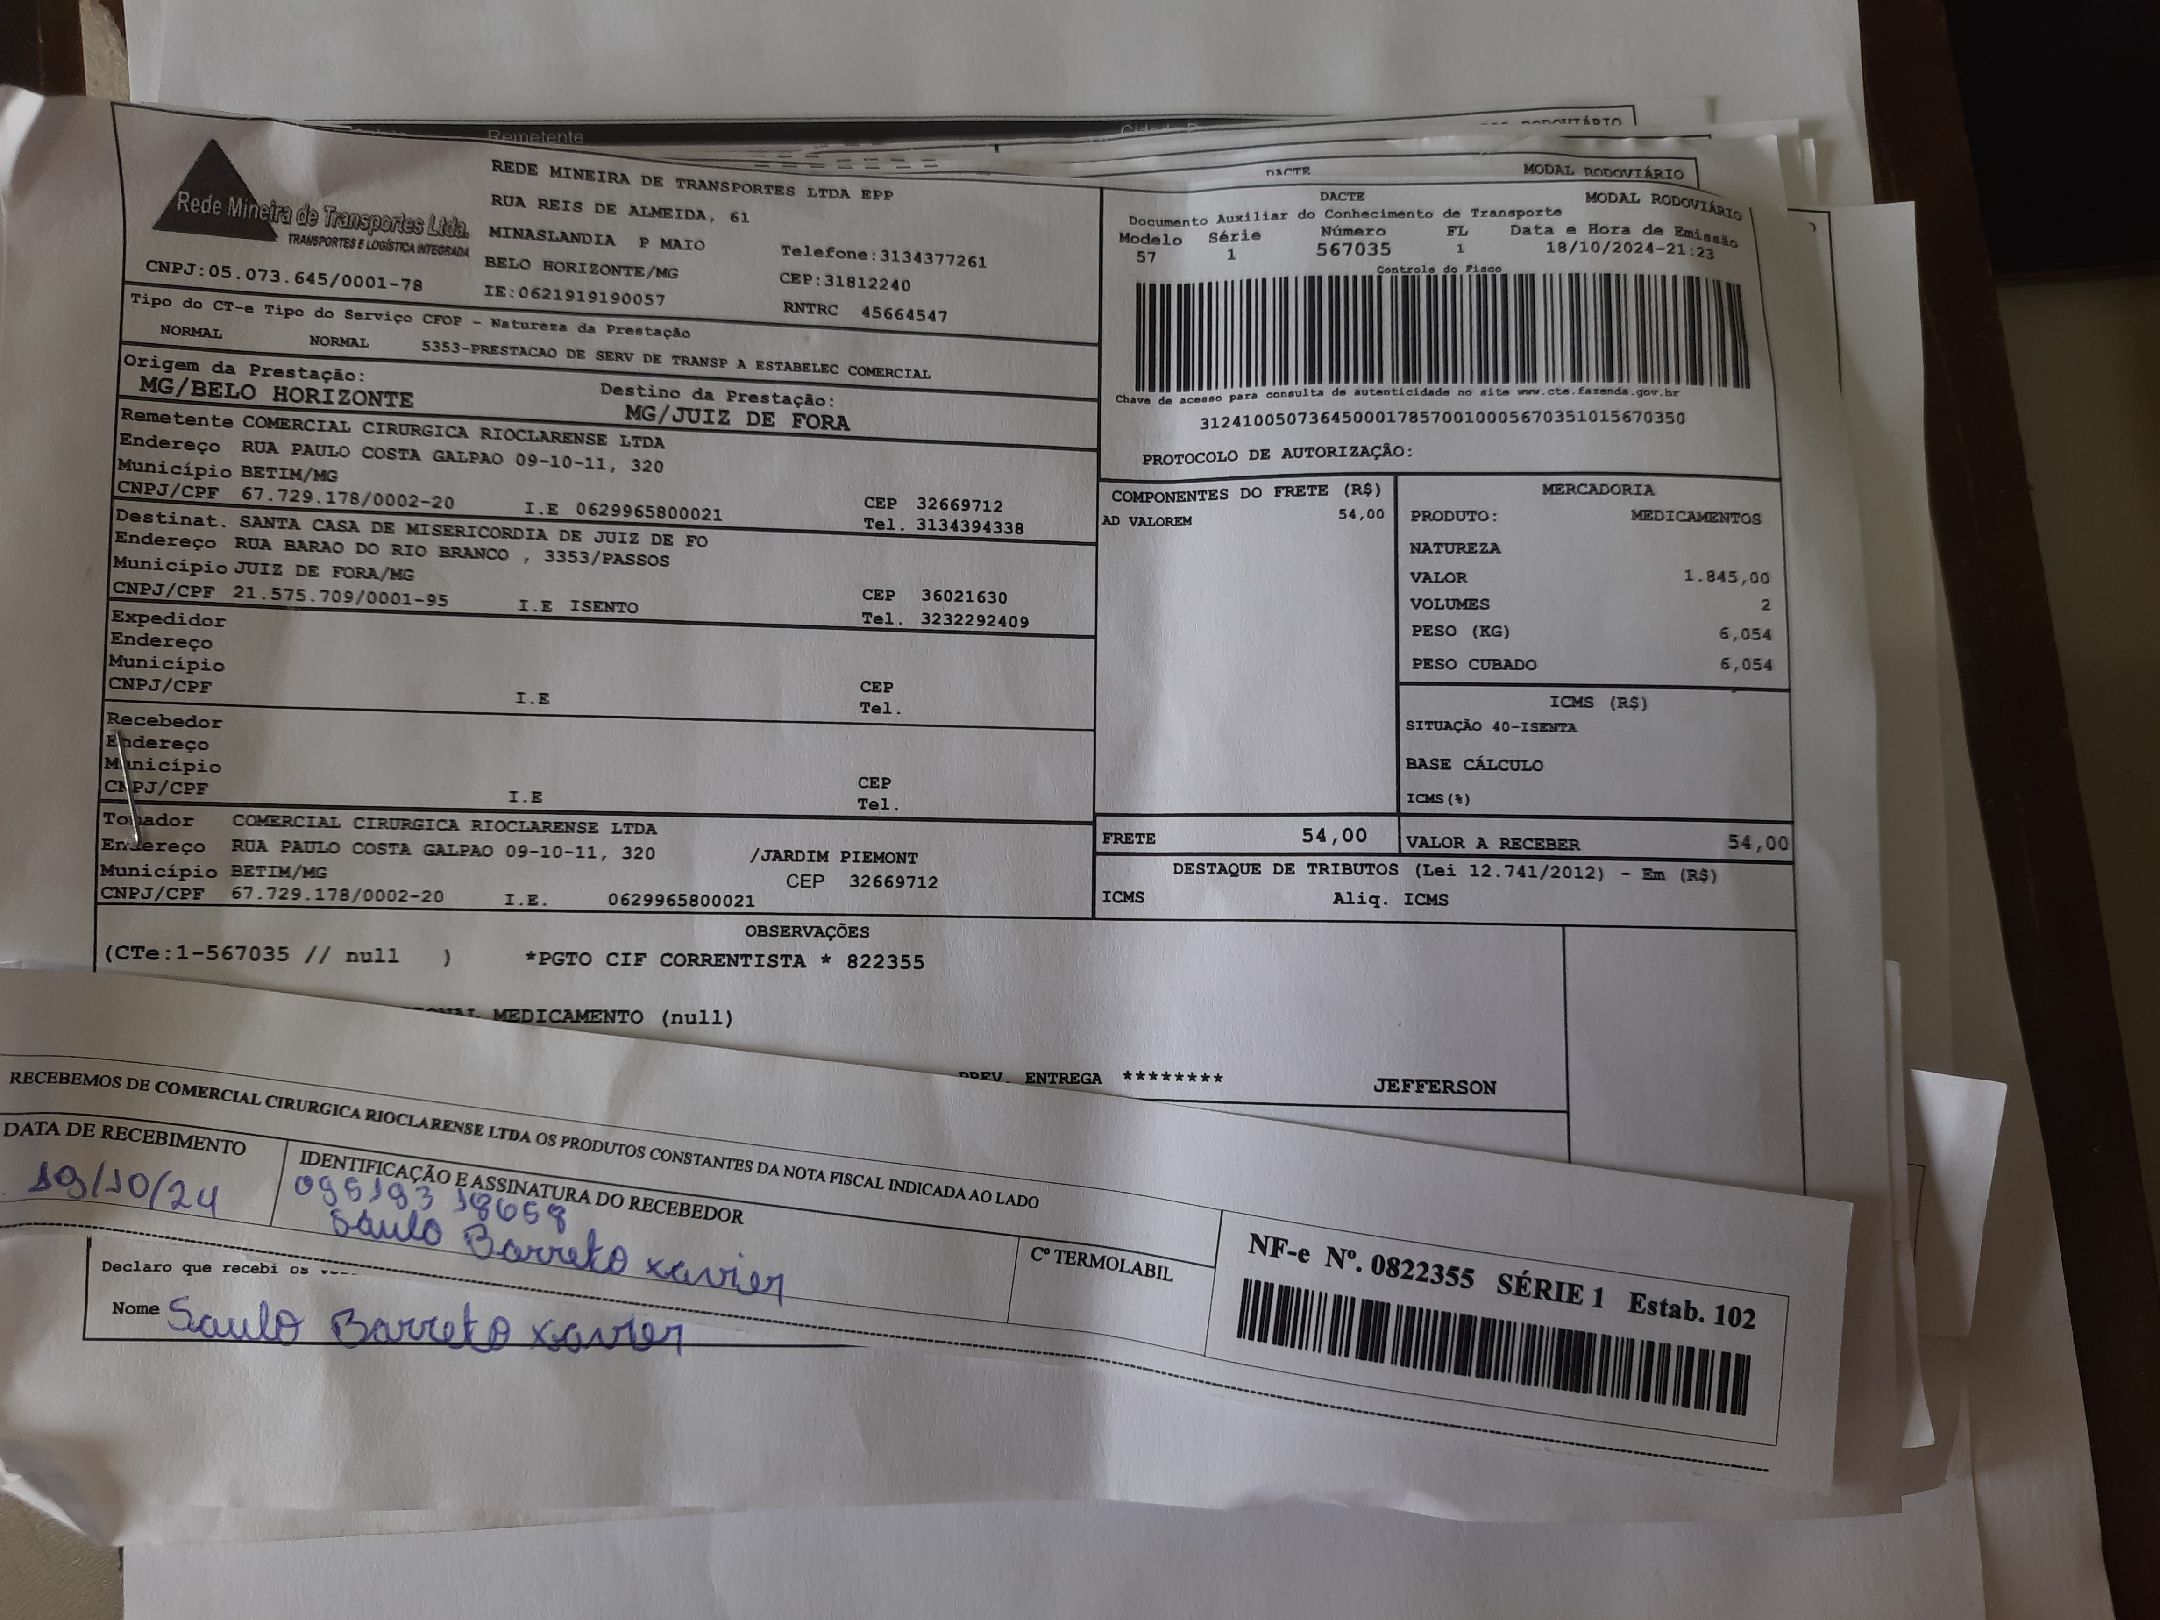 Remetente
RODOVIÁRIO
DACTE MODAL RODOVIÁRIO
Rede Mineira de Transportes Ltda.
TRANSPORTES E LOGÍSTICA INTEGRADA
CNPJ:05.073.645/0001-78
REDE MINEIRA DE TRANSPORTES LTDA EPP
RUA REIS DE ALMEIDA, 61
MINASLANDIA P MAIO Telefone:3134377261
BELO HORIZONTE/MG CEP:31812240
IE:0621919190057 RNTRC 45664547
DACTE MODAL RODOVIÁRIO
Documento Auxiliar do Conhecimento de Transporte
Modelo Série Número FL Data e Hora de Emissão
57 1 567035 1 18/10/2024-21:23
Controle do Fisco
Chave de acesso para consulta de autenticidade no site www.cte.fazenda.gov.br
31241005073645000178570010005670351015670350
PROTOCOLO DE AUTORIZAÇÃO:
Tipo do CT-e Tipo do Serviço CFOP - Natureza da Prestação
NORMAL NORMAL 5353-PRESTACAO DE SERV DE TRANSP A ESTABELEC COMERCIAL
Origem da Prestação: Destino da Prestação:
MG/BELO HORIZONTE MG/JUIZ DE FORA
Remetente COMERCIAL CIRURGICA RIOCLARENSE LTDA
Endereço RUA PAULO COSTA GALPAO 09-10-11, 320
Município BETIM/MG CEP 32669712
CNPJ/CPF 67.729.178/0002-20 I.E 0629965800021 Tel. 3134394338
Destinat. SANTA CASA DE MISERICORDIA DE JUIZ DE FO
Endereço RUA BARAO DO RIO BRANCO , 3353/PASSOS
Município JUIZ DE FORA/MG CEP 36021630
CNPJ/CPF 21.575.709/0001-95 I.E ISENTO Tel. 3232292409
Expedidor
Endereço
Município CEP
CNPJ/CPF I.E Tel.
Recebedor
Endereço
Município CEP
CNPJ/CPF I.E Tel.
Tomador COMERCIAL CIRURGICA RIOCLARENSE LTDA
Endereço RUA PAULO COSTA GALPAO 09-10-11, 320 /JARDIM PIEMONT
Município BETIM/MG CEP 32669712
CNPJ/CPF 67.729.178/0002-20 I.E. 0629965800021
COMPONENTES DO FRETE (R$)
AD VALOREM 54,00
MERCADORIA
PRODUTO: MEDICAMENTOS
NATUREZA
VALOR 1.845,00
VOLUMES 2
PESO (KG) 6,054
PESO CUBADO 6,054
ICMS (R$)
SITUAÇÃO 40-ISENTA
BASE CÁLCULO
ICMS(%)
FRETE 54,00 VALOR A RECEBER 54,00
DESTAQUE DE TRIBUTOS (Lei 12.741/2012) - Em (R$)
ICMS Aliq. ICMS
OBSERVAÇÕES
(CTe:1-567035 // null ) *PGTO CIF CORRENTISTA * 822355
MEDICAMENTO (null)
PREV. ENTREGA ******** JEFFERSON
RECEBEMOS DE COMERCIAL CIRURGICA RIOCLARENSE LTDA OS PRODUTOS CONSTANTES DA NOTA FISCAL INDICADA AO LADO
DATA DE RECEBIMENTO IDENTIFICAÇÃO E ASSINATURA DO RECEBEDOR
19/10/24
Saulo Barreto xavier
Cº TERMOLABIL
NF-e Nº. 0822355 SÉRIE 1 Estab. 102
Declaro que recebi os
Nome Saulo Barreto xavier